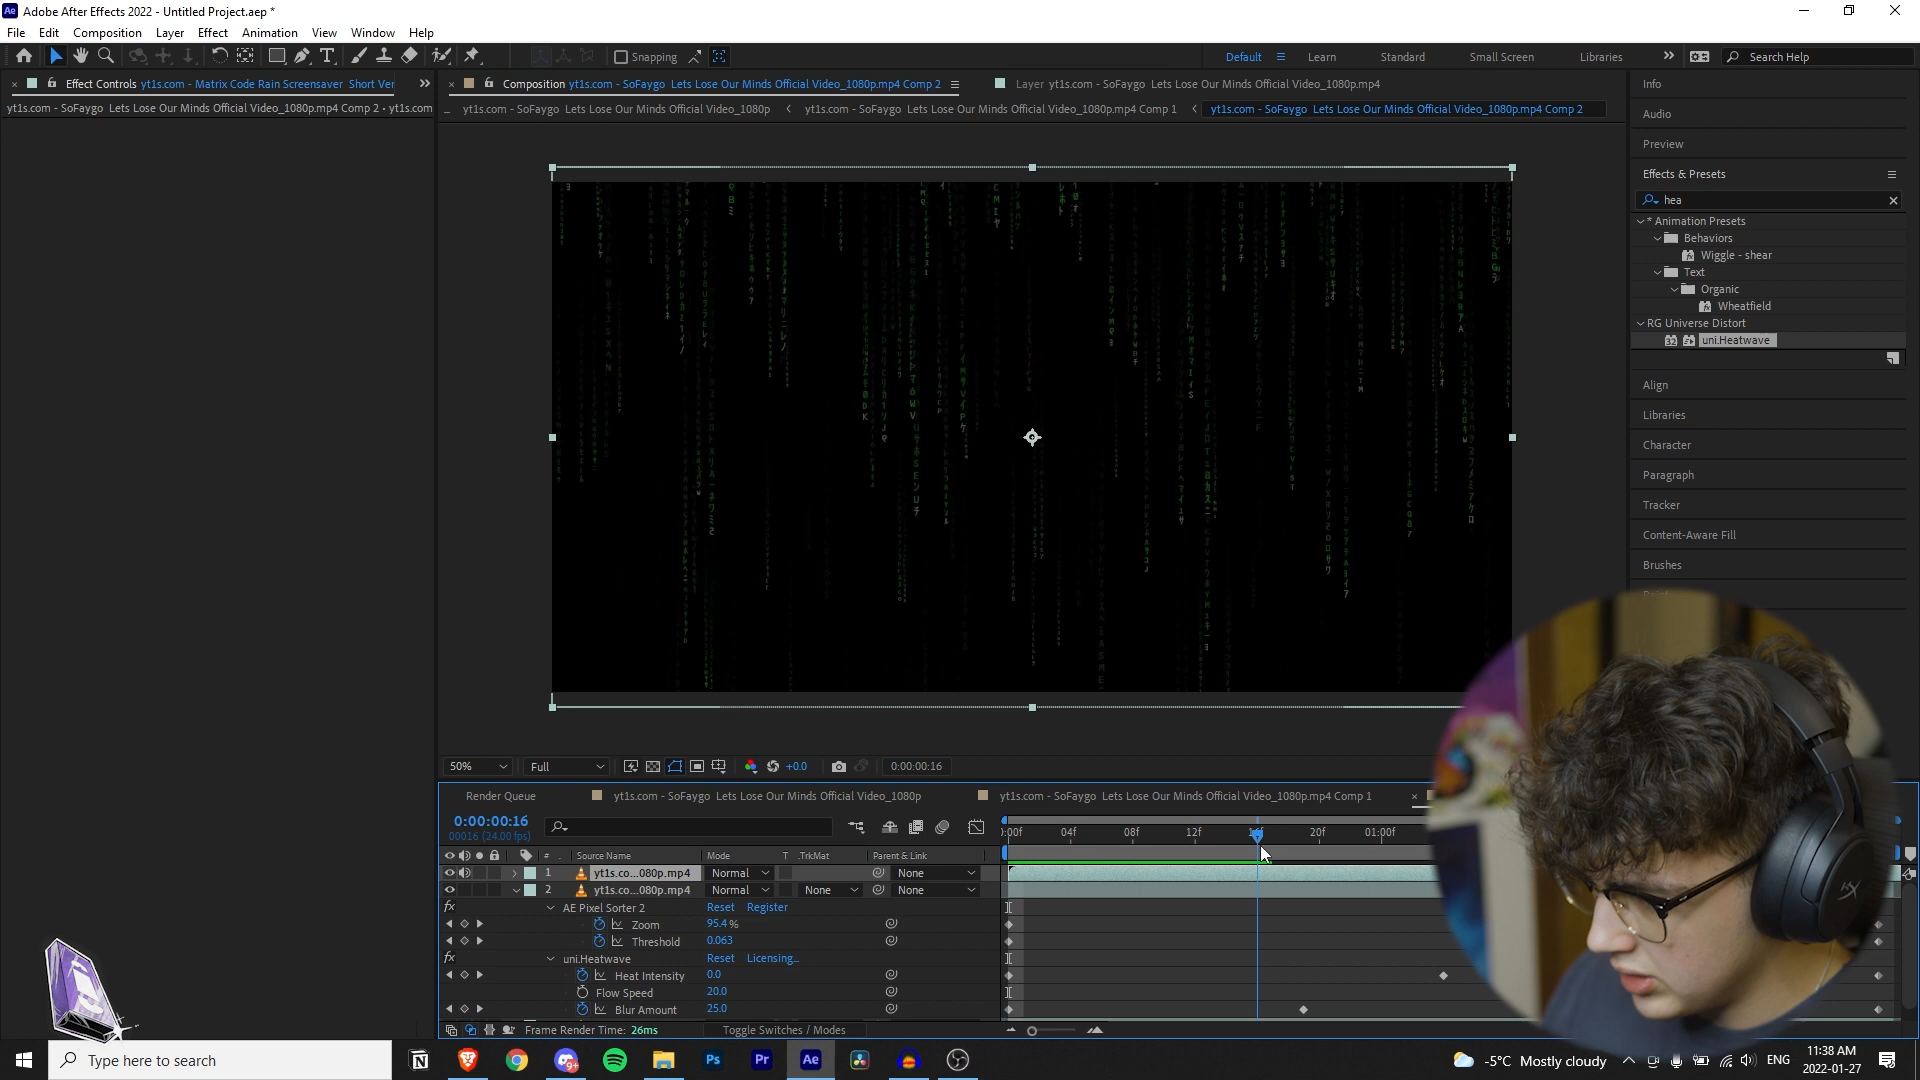 Adobe After Effects 2022 - Untitled Project.aep *
File Edit Composition Layer Effect Animation View Window Help
Snapping
Default Learn Standard Small Screen Libraries Search Help
Effect Controls yt1s.com - Matrix Code Rain Screensaver Short Ver
Composition yt1s.com - SoFaygo Lets Lose Our Minds Official Video_1080p.mp4 Comp 2
Layer yt1s.com - SoFaygo Lets Lose Our Minds Official Video_1080p.mp4
yt1s.com - SoFaygo Lets Lose Our Minds Official Video_1080p.mp4 Comp 2 • yt1s.com
yt1s.com - SoFaygo Lets Lose Our Minds Official Video_1080p
yt1s.com - SoFaygo Lets Lose Our Minds Official Video_1080p.mp4 Comp 1
yt1s.com - SoFaygo Lets Lose Our Minds Official Video_1080p.mp4 Comp 2
Info
Audio
Preview
Effects & Presets
hea
* Animation Presets
Behaviors
Wiggle - shear
Text
Organic
Wheatfield
RG Universe Distort
32 uni.Heatwave
Align
Libraries
Character
Paragraph
Tracker
Content-Aware Fill
Brushes
50% Full +0.0 0:00:00:16
Render Queue
yt1s.com - SoFaygo Lets Lose Our Minds Official Video_1080p
yt1s.com - SoFaygo Lets Lose Our Minds Official Video_1080p.mp4 Comp 1
0:00:00:16
00016 (24.00 fps)
:00f 04f 08f 12f 16f 20f 01:00f
# Source Name Mode T .TrkMat Parent & Link
1 yt1s.co...080p.mp4 Normal None
2 yt1s.co...080p.mp4 Normal None None
fx AE Pixel Sorter 2 Reset Register
Zoom 95.4%
Threshold 0.063
fx uni.Heatwave Reset Licensing...
Heat Intensity 0.0
Flow Speed 20.0
Blur Amount 25.0
Frame Render Time: 26ms Toggle Switches / Modes
Type here to search
9+
Ps Pr Ae
-5°C Mostly cloudy
ENG
11:38 AM
2022-01-27